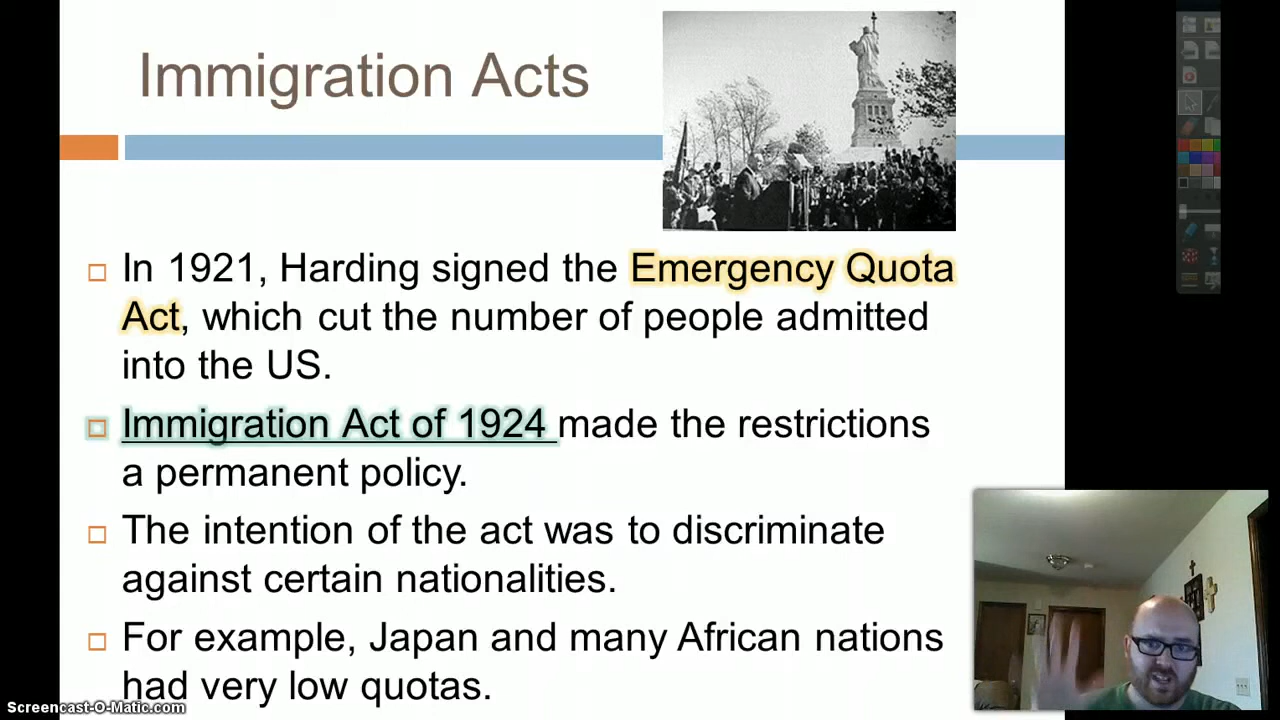 Immigration Acts
In 1921, Harding signed the Emergency Quota
Act, which cut the number of people admitted
into the US.
Immigration Act of 1924 made the restrictions
a permanent policy.
The intention of the act was to discriminate
against certain nationalities.
For example, Japan and many African nations
had very low quotas.
Screencast-O-Matic.com